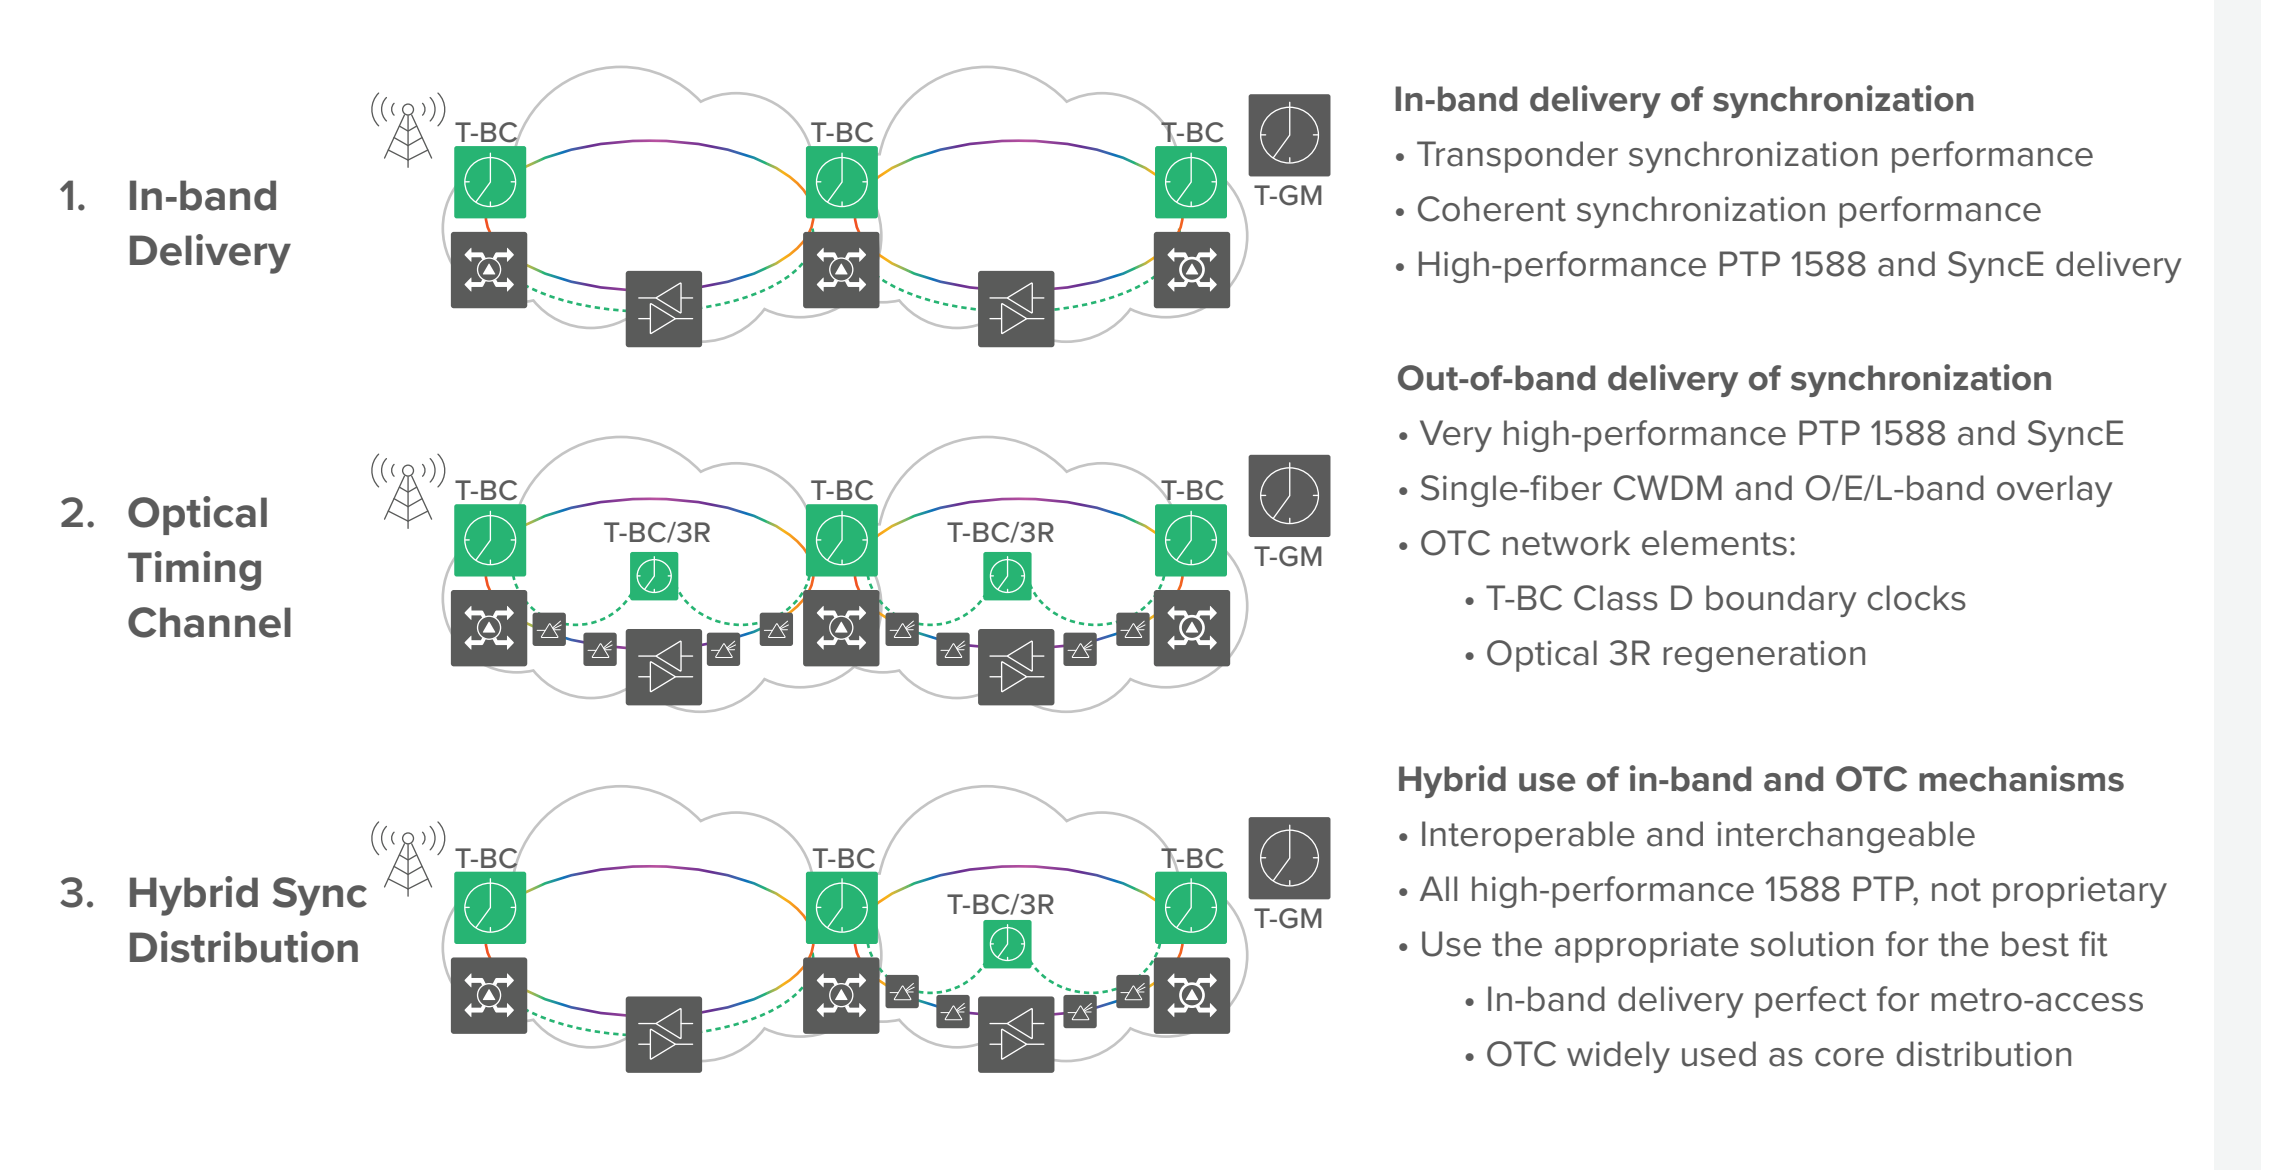 1. In-band
Delivery
T-BC
T-BC
T-BC
T-GM
In-band delivery of synchronization
• Transponder synchronization performance
• Coherent synchronization performance
• High-performance PTP 1588 and SyncE delivery
2. Optical
Timing
Channel
T-BC
T-BC/3R
T-BC
T-BC/3R
T-BC
T-GM
Out-of-band delivery of synchronization
• Very high-performance PTP 1588 and SyncE
• Single-fiber CWDM and O/E/L-band overlay
• OTC network elements:
• T-BC Class D boundary clocks
• Optical 3R regeneration
3. Hybrid Sync
Distribution
T-BC
T-BC
T-BC/3R
T-BC
T-GM
Hybrid use of in-band and OTC mechanisms
• Interoperable and interchangeable
• All high-performance 1588 PTP, not proprietary
• Use the appropriate solution for the best fit
• In-band delivery perfect for metro-access
• OTC widely used as core distribution